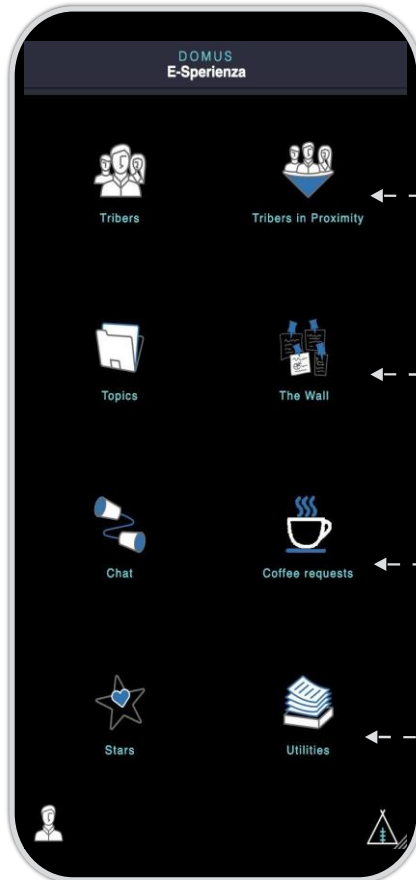 DOMUS
E-Sperienza
Tribers
Tribers in Proximity
Topics
The Wall
Chat
Coffee requests
Stars
Utilities